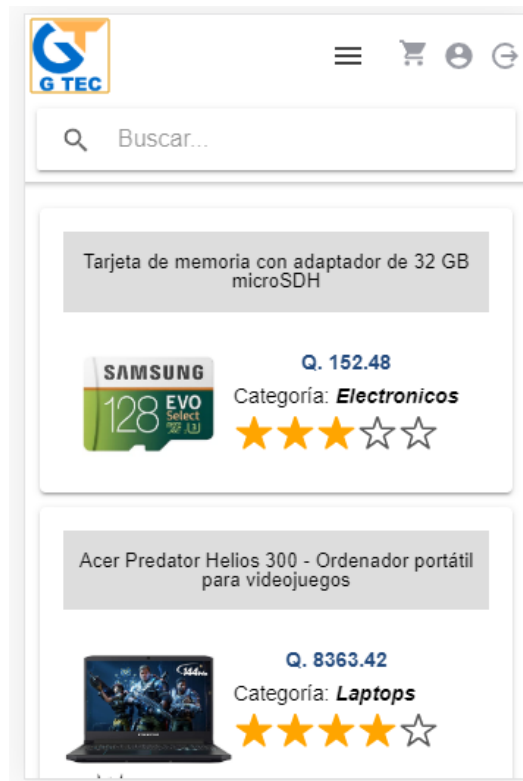 G TEC
Buscar...
Tarjeta de memoria con adaptador de 32 GB
microSDH
SAMSUNG
128 EVO
Select
Q. 152.48
Categoría: Electronicos
Acer Predator Helios 300 - Ordenador portátil
para videojuegos
144Hz
Q. 8363.42
Categoría: Laptops